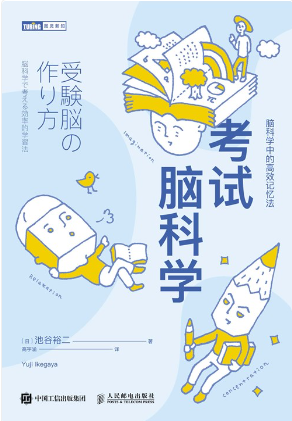 TURING 图灵新知
受験脳の
作り方
脳科学で考える効率的学習法
脑科学中的高效记忆法
考试
脑科学
imagination
[日] 池谷裕二 著
高宇涵 译
Yuji Ikegaya
concentration
中国工信出版集团
人民邮电出版社
POSTS & TELECOM PRESS